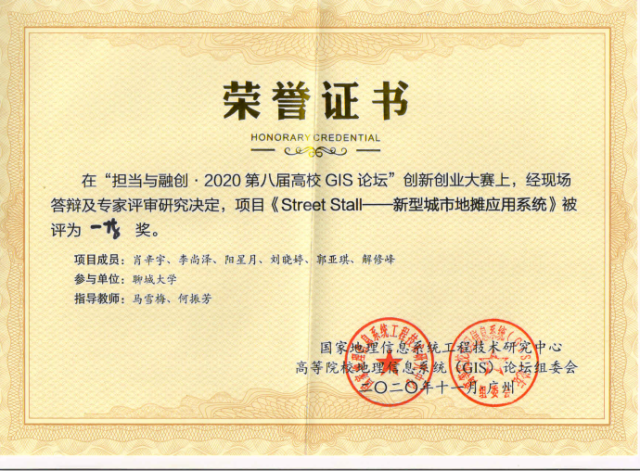 荣誉证书
HONORARY CREDENTIAL
在“担当与融创·2020第八届高校GIS论坛”创新创业大赛上，经现场
答辩及专家评审研究决定，项目《Street Stall——新型城市地摊应用系统》被
评为 一等 奖。
项目成员：肖辛宇、李尚泽、阳星月、刘晓婷、郭亚琪、解修峰
参与单位：聊城大学
指导教师：马雪梅、何振芳
国家地理信息系统工程技术研究中心
高等院校地理信息系统（GIS）论坛组委会
二〇二〇年十一月·广州